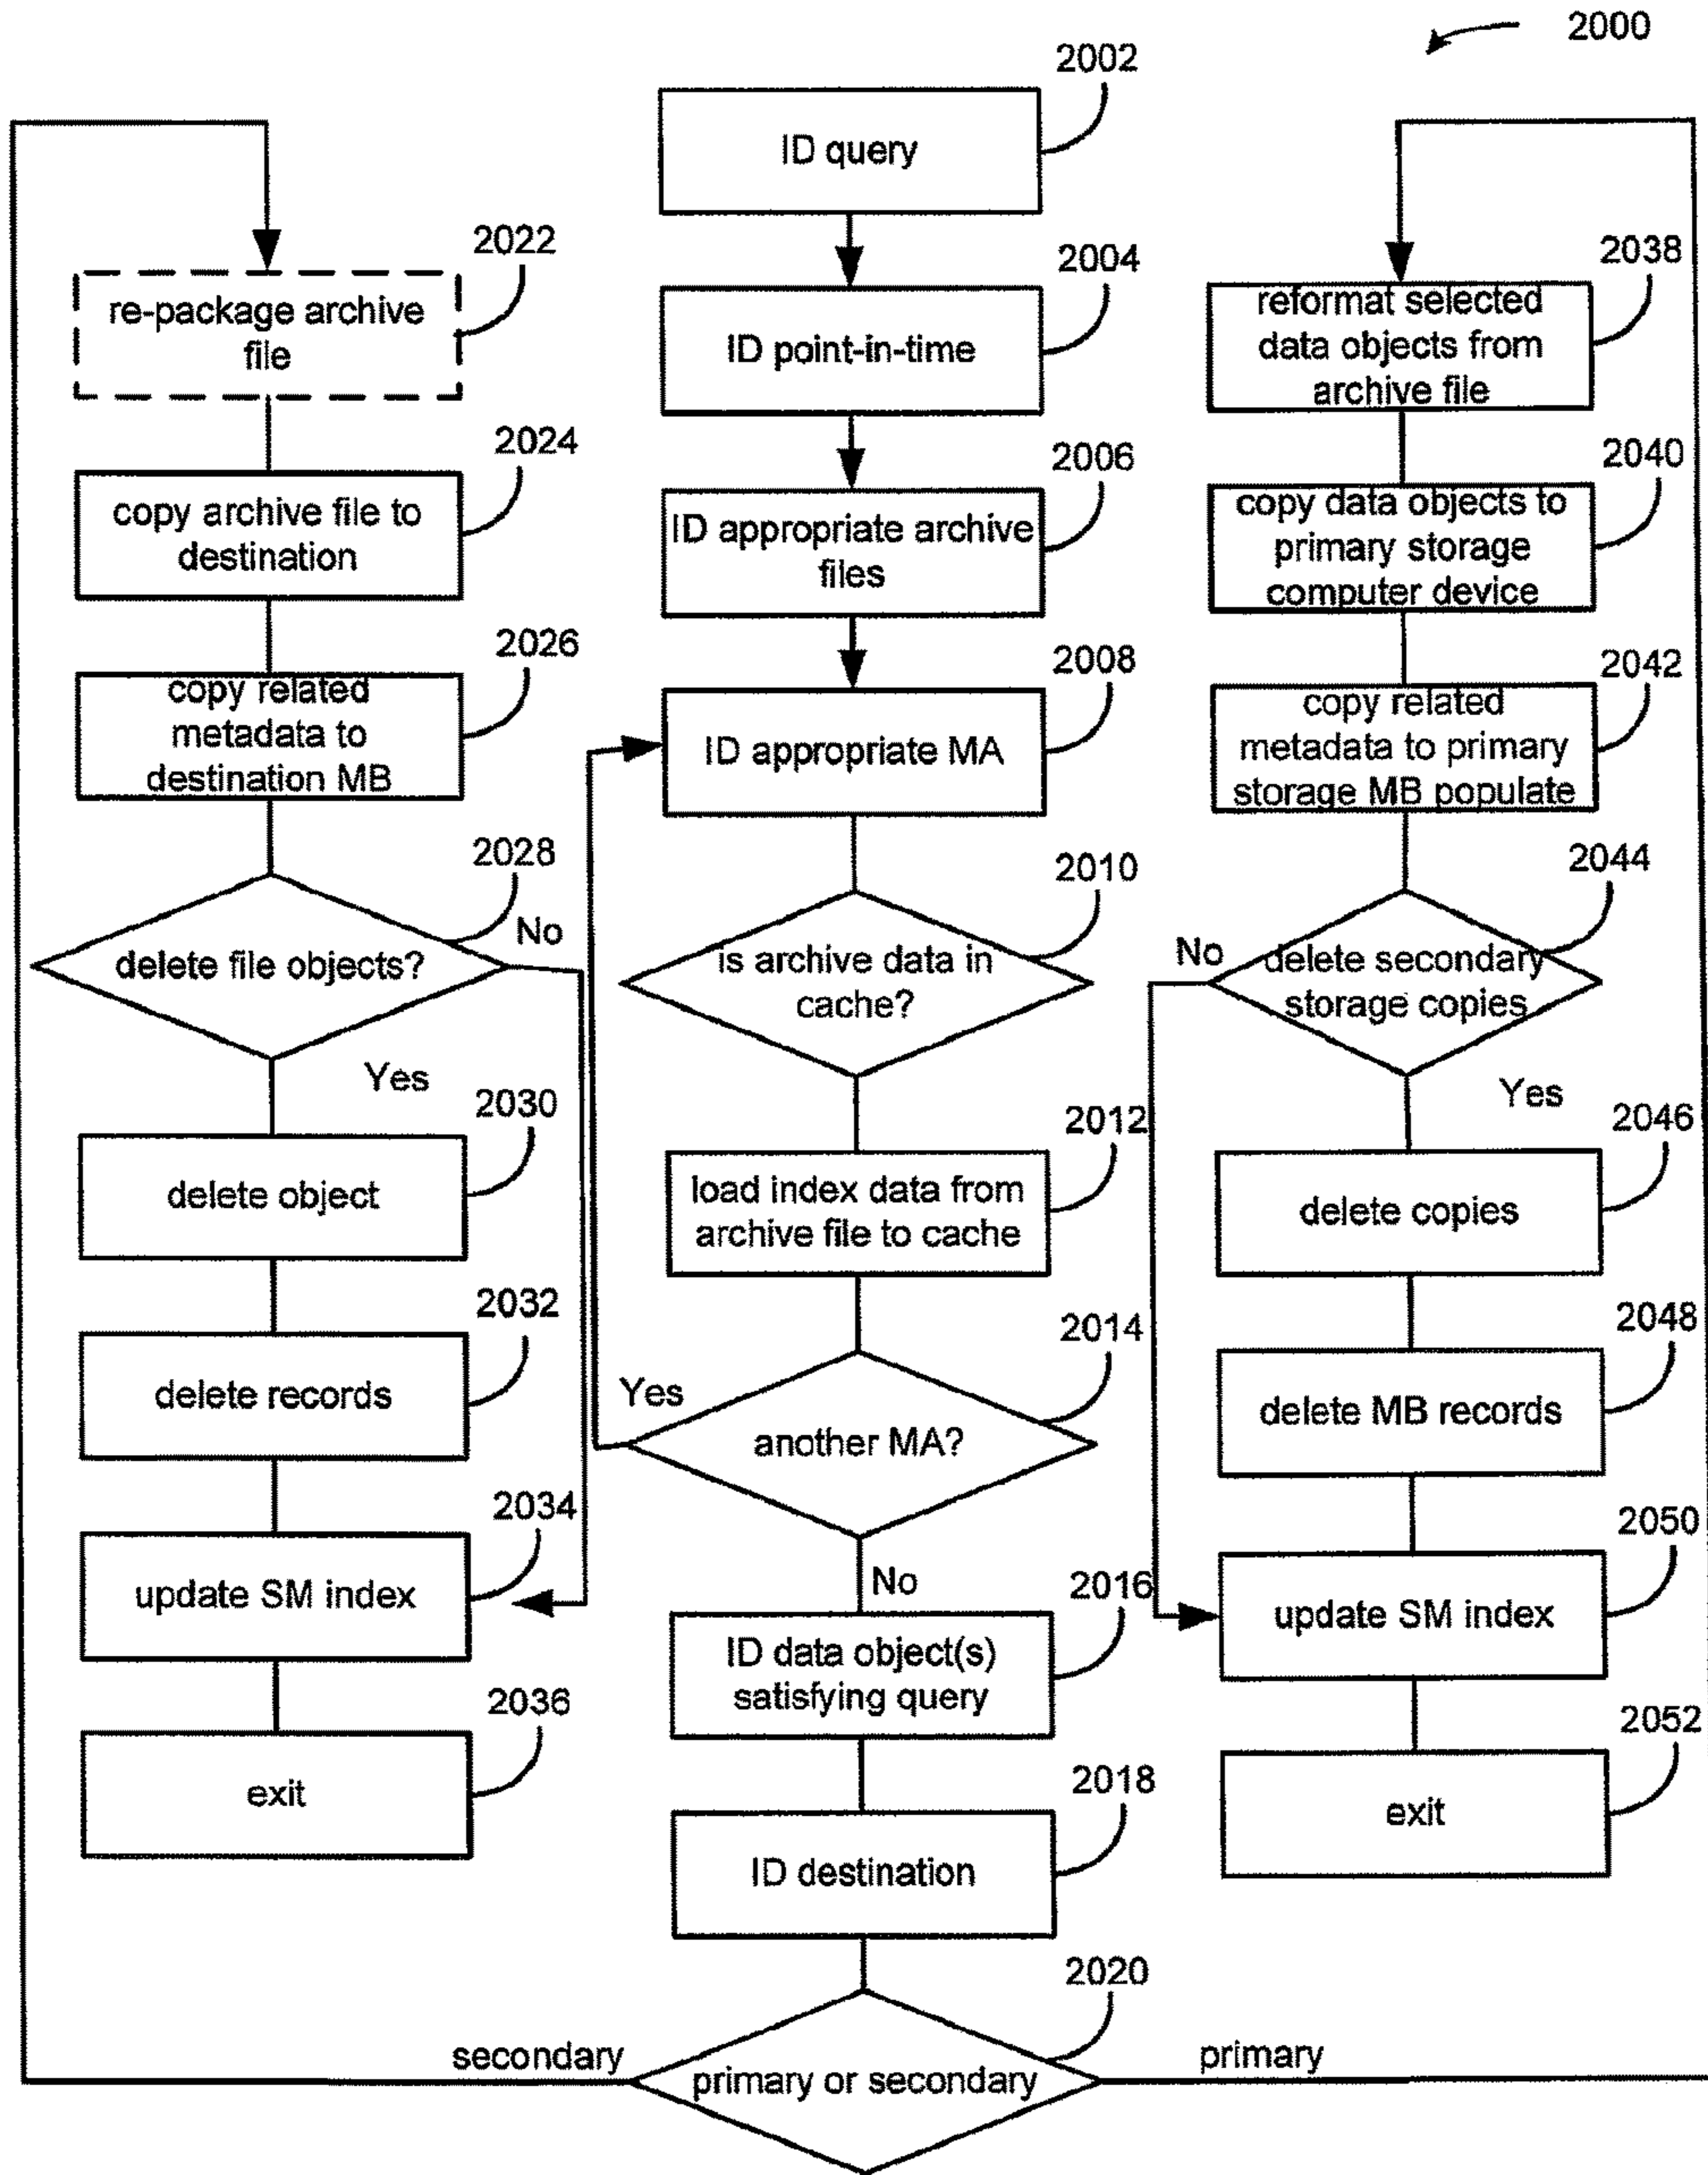 2000
2002
ID query
2004
ID point-in-time
2006
ID appropriate archive
files
2008
ID appropriate MA
2010
is archive data in
cache?
2012
load index data from
archive file to cache
2014
another MA?
Yes
No
2016
ID data object(s)
satisfying query
2018
ID destination
2020
primary or secondary
secondary
primary
2022
re-package archive
file
2024
copy archive file to
destination
2026
copy related
metadata to
destination MB
2028
delete file objects?
No
Yes
2030
delete object
2032
delete records
2034
update SM index
2036
exit
2038
reformat selected
data objects from
archive file
2040
copy data objects to
primary storage
computer device
2042
copy related
metadata to primary
storage MB populate
2044
delete secondary
storage copies
No
Yes
2046
delete copies
2048
delete MB records
2050
update SM index
2052
exit